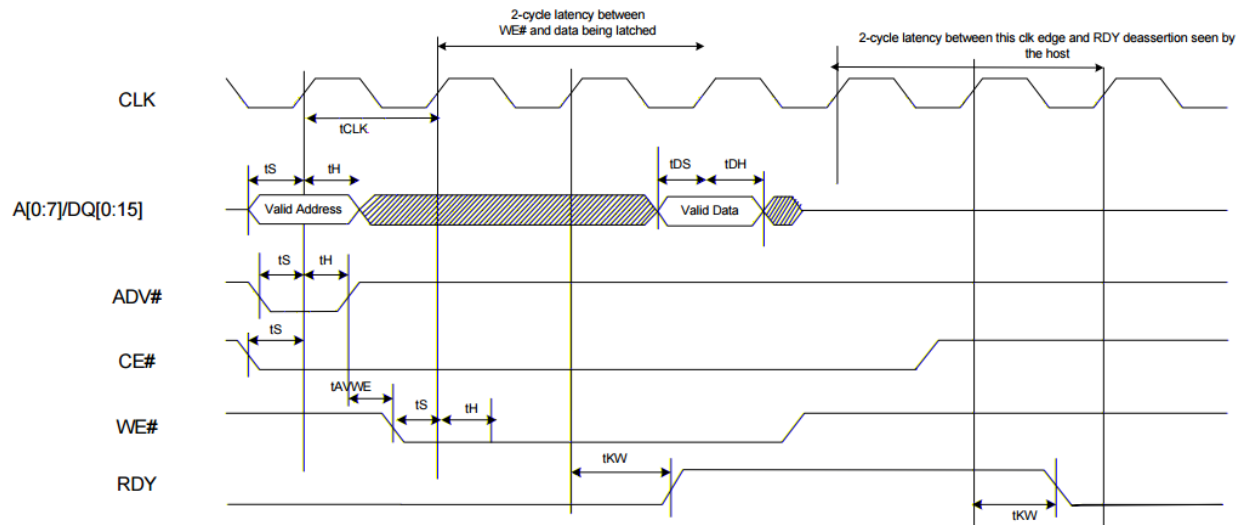 2-cycle latency between
WE# and data being latched
2-cycle latency between this clk edge and RDY deassertion seen by
the host
CLK
tCLK
tS
tH
tDS
tDH
A[0:7]/DQ[0:15]
Valid Address
Valid Data
tS
tH
ADV#
tS
CE#
tAVWE
tS
tH
WE#
tKW
RDY
tKW